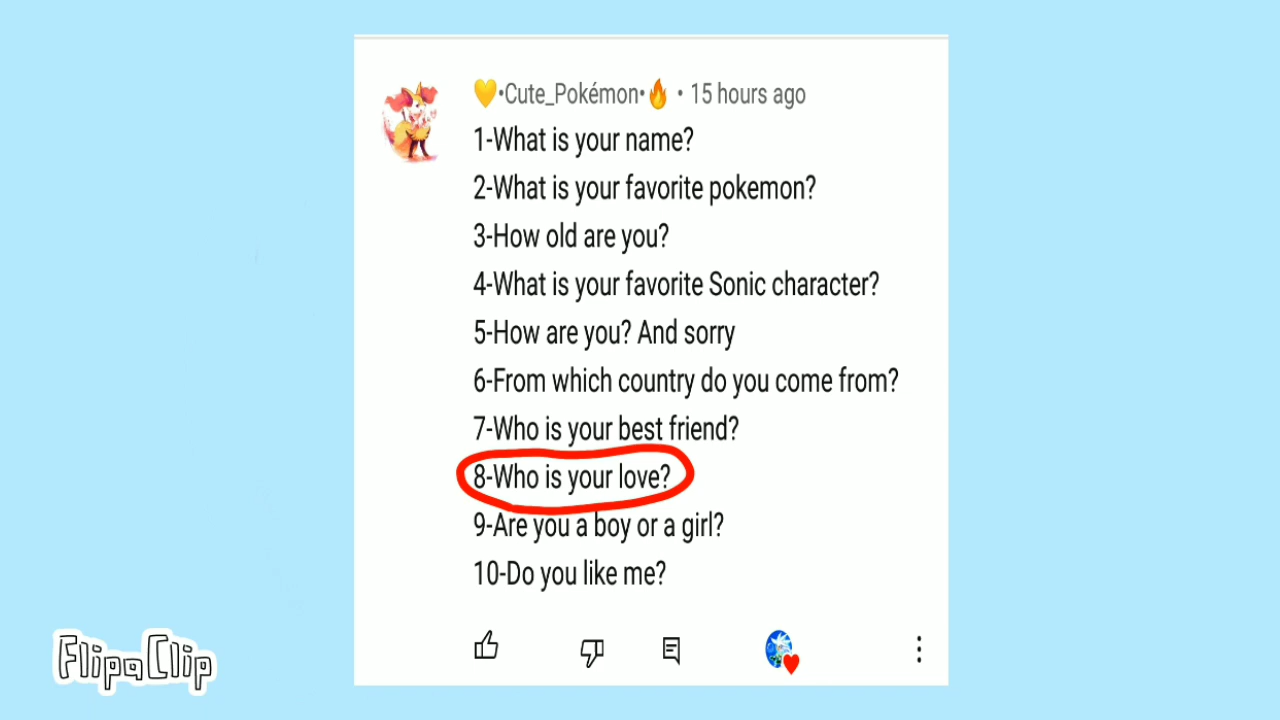 💛•Cute_Pokémon•🔥 • 15 hours ago
1-What is your name?
2-What is your favorite pokemon?
3-How old are you?
4-What is your favorite Sonic character?
5-How are you? And sorry
6-From which country do you come from?
7-Who is your best friend?
8-Who is your love?
9-Are you a boy or a girl?
10-Do you like me?
FlipaClip